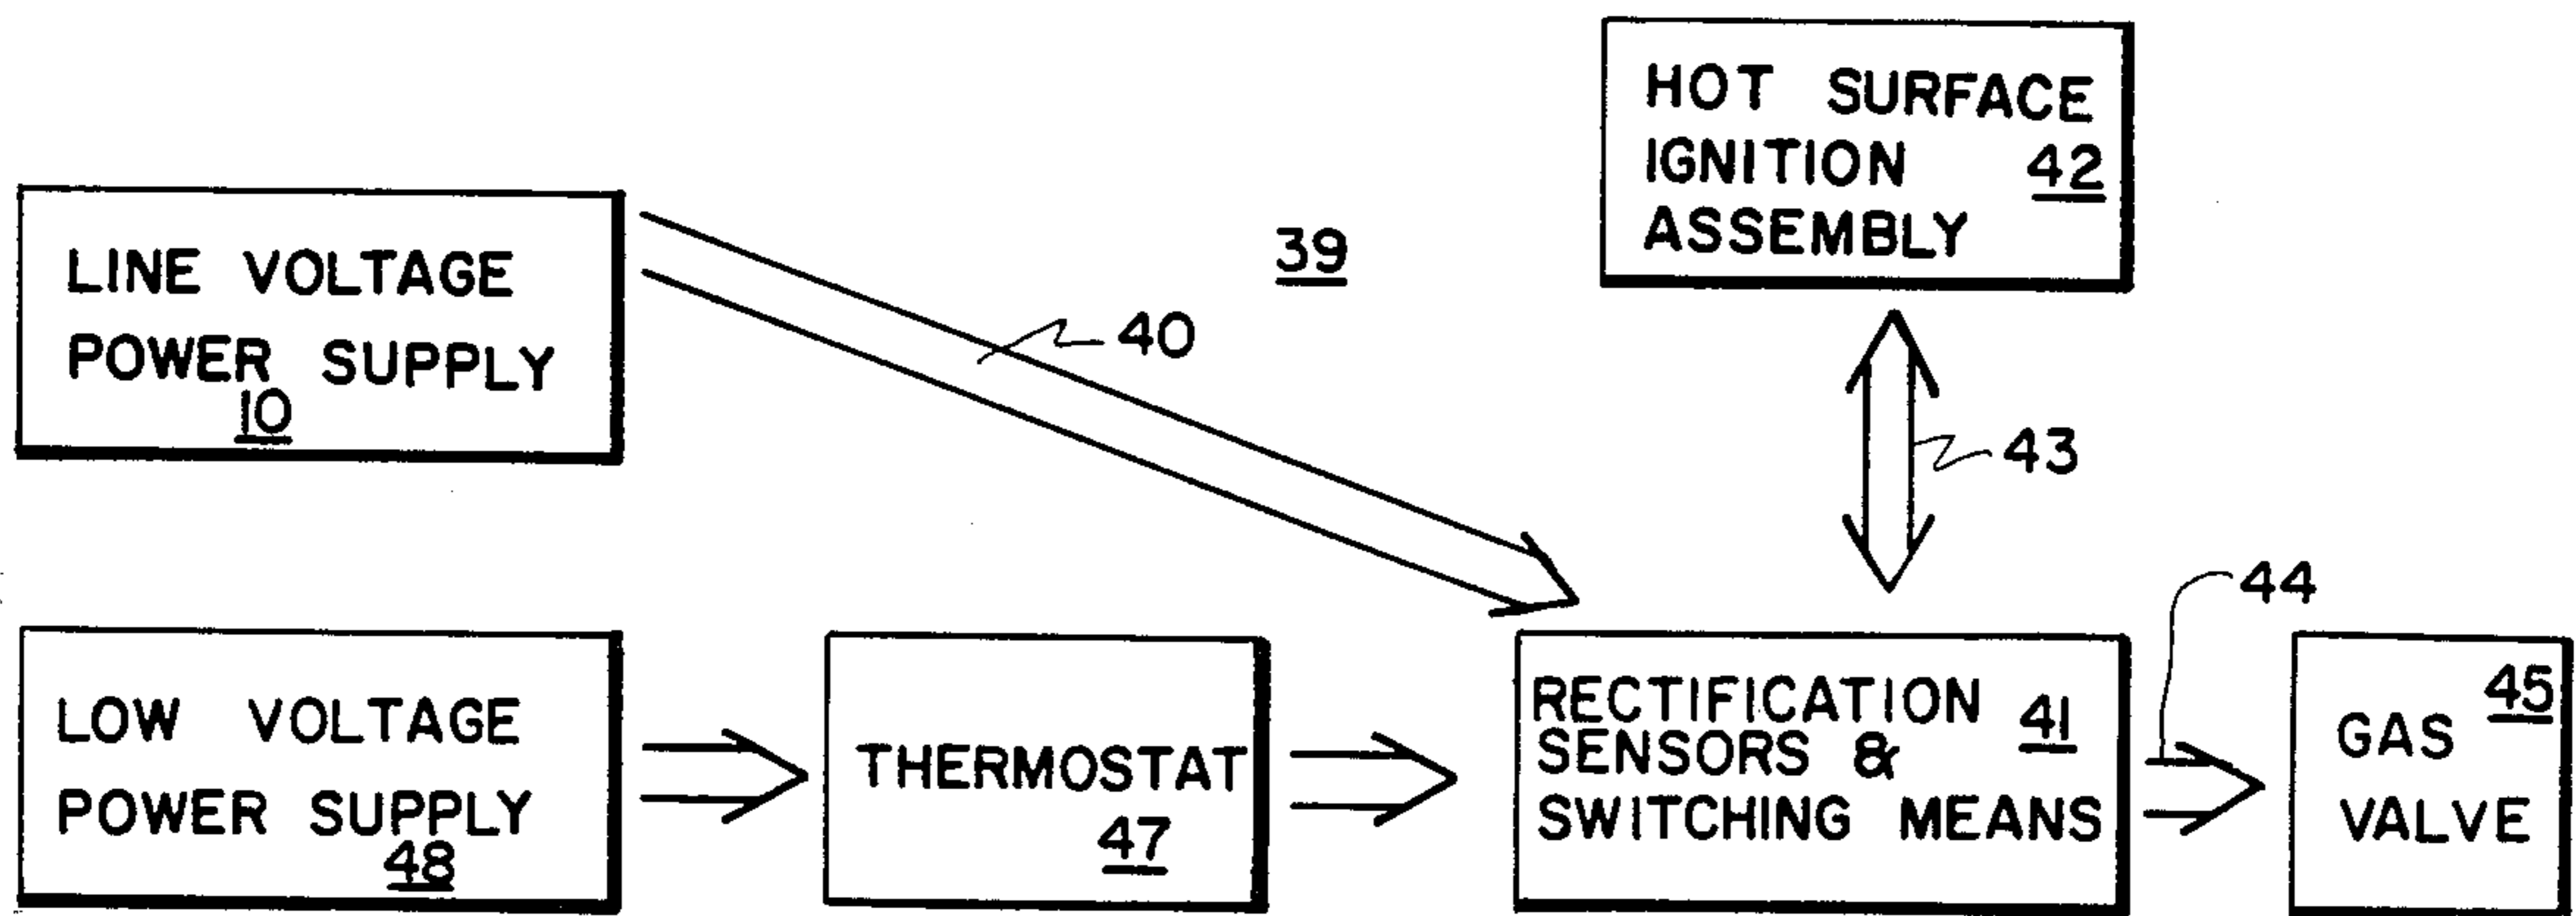 HOT SURFACE
IGNITION 42
ASSEMBLY
LINE VOLTAGE
POWER SUPPLY
10
39
40
43
44
LOW VOLTAGE
POWER SUPPLY
48
THERMOSTAT
47
RECTIFICATION 41
SENSORS &
SWITCHING MEANS
45
GAS
VALVE